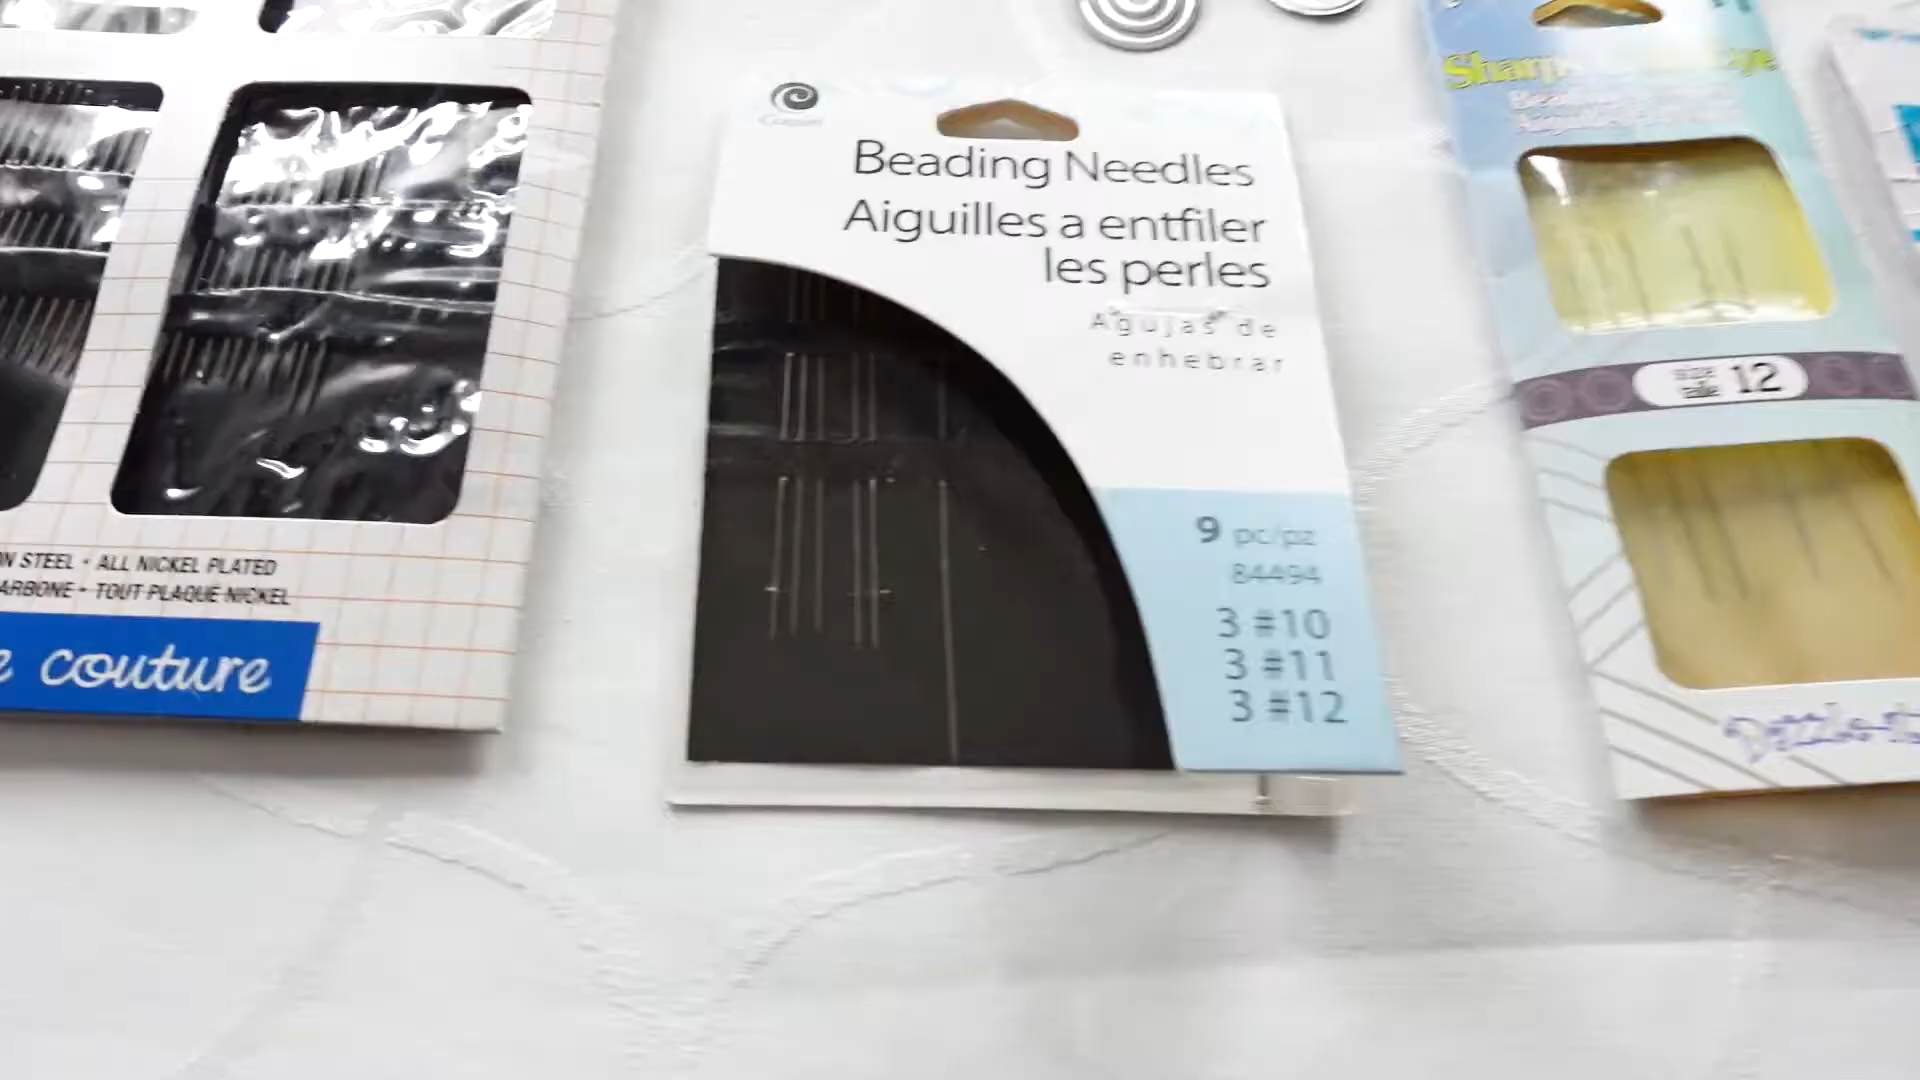 N STEEL · ALL NICKEL PLATED
ARBONE · TOUT PLAQUE NICKEL
e couture
Beading Needles
Aiguilles a entfiler
les perles
Agujas de
enhebrar
9 pc/pz
84494
3 #10
3 #11
3 #12
Sharp
12